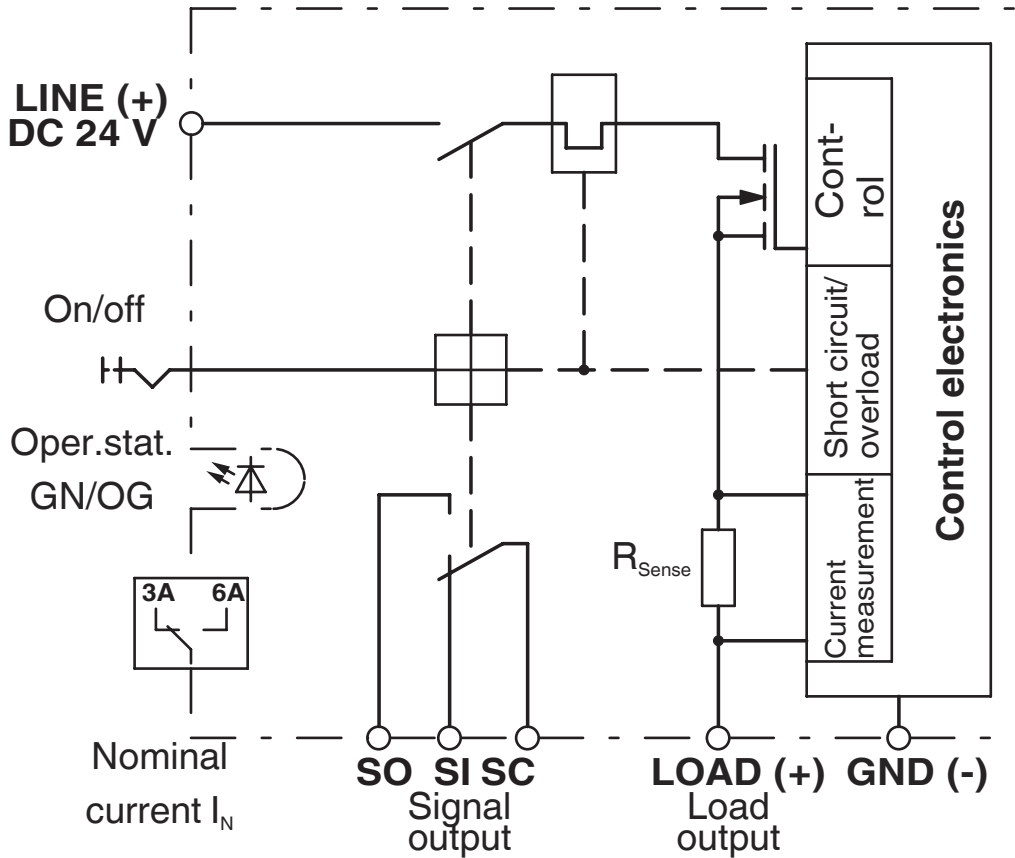 LINE (+)
DC 24 V
On/off
Oper.stat.
GN/OG
3A 6A
Nominal
current I_N
SO SI SC
Signal
output
R_Sense
LOAD (+)
Load
output
GND (-)
Cont-
rol
Short circuit/
overload
Current
measurement
Control electronics